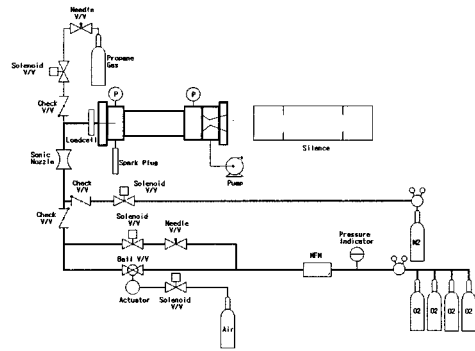 Needle
V/V
Solenoid
V/V
Propane
Gas
Check
V/V
P
P
Loadcell
Sonic
Nozzle
Spark Plug
Pump
Silence
Check
V/V
Solenoid
V/V
Check
V/V
Solenoid
V/V
Needle
V/V
Pressure
Indicator
N2
Ball V/V
MFM
Actuator
Solenoid
V/V
Air
O2
O2
O2
O2